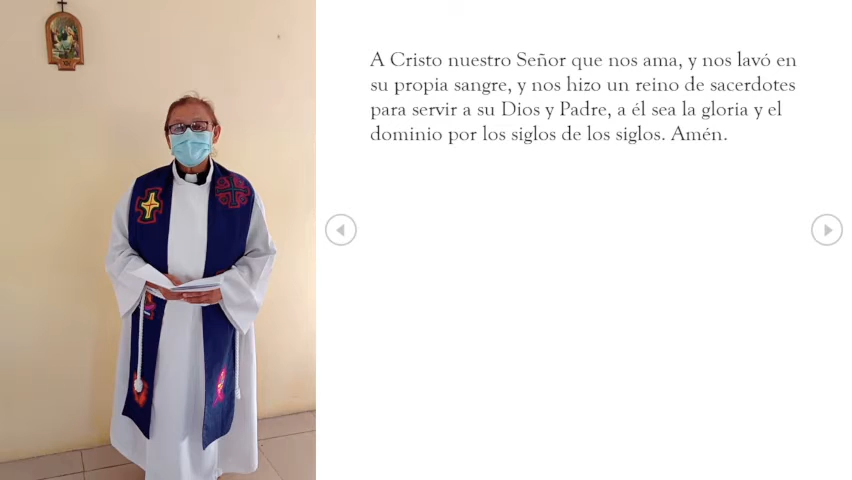 A Cristo nuestro Señor que nos ama, y nos lavó en
su propia sangre, y nos hizo un reino de sacerdotes
para servir a su Dios y Padre, a él sea la gloria y el
dominio por los siglos de los siglos. Amén.